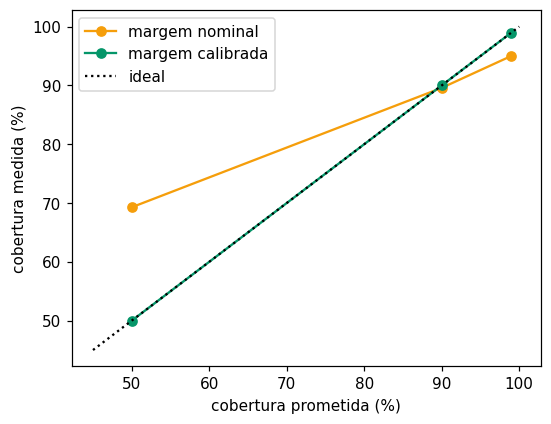 margem nominal
margem calibrada
ideal
cobertura medida (%)
100
90
80
70
60
50
50
60
70
80
90
100
cobertura prometida (%)